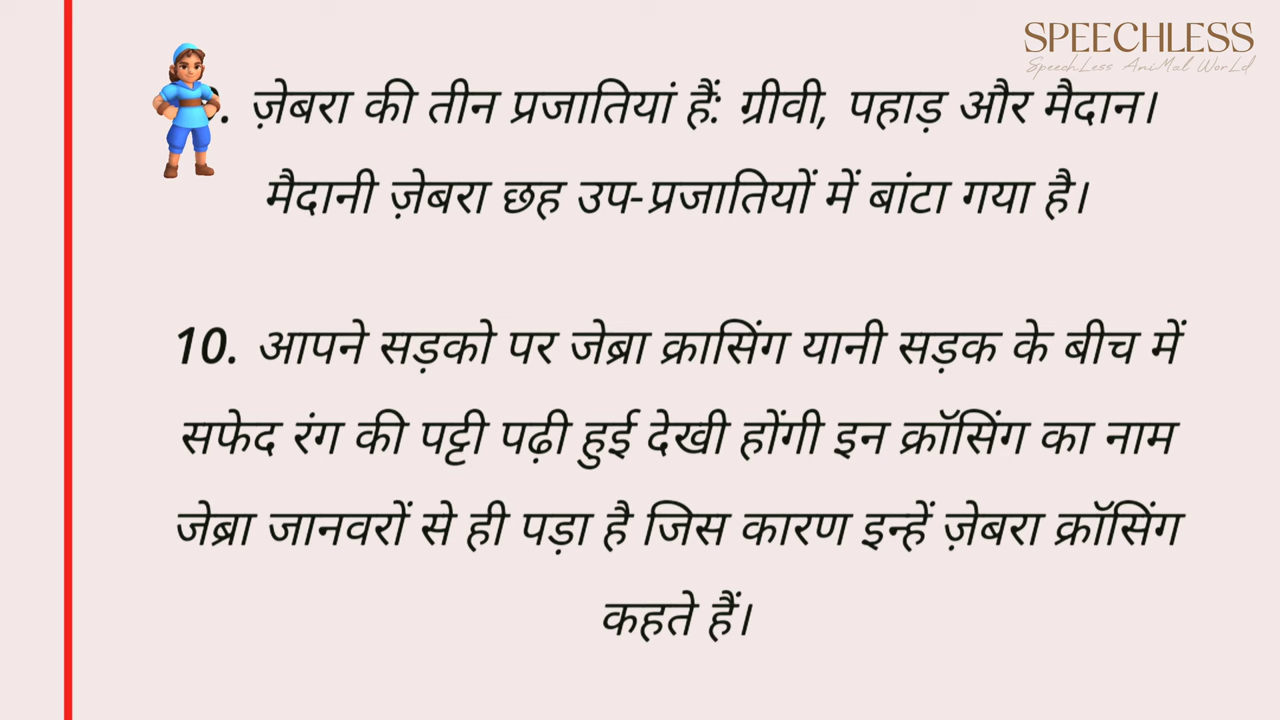 SPEECHLESS
SpeechLess AniMal WorLd
. ज़ेबरा की तीन प्रजातियां हैं: ग्रीवी, पहाड़ और मैदान।
मैदानी ज़ेबरा छह उप-प्रजातियों में बांटा गया है।
10. आपने सड़को पर जेब्रा क्रासिंग यानी सड़क के बीच में
सफेद रंग की पट्टी पढ़ी हुई देखी होंगी इन क्रॉसिंग का नाम
जेब्रा जानवरों से ही पड़ा है जिस कारण इन्हें ज़ेबरा क्रॉसिंग
कहते हैं।